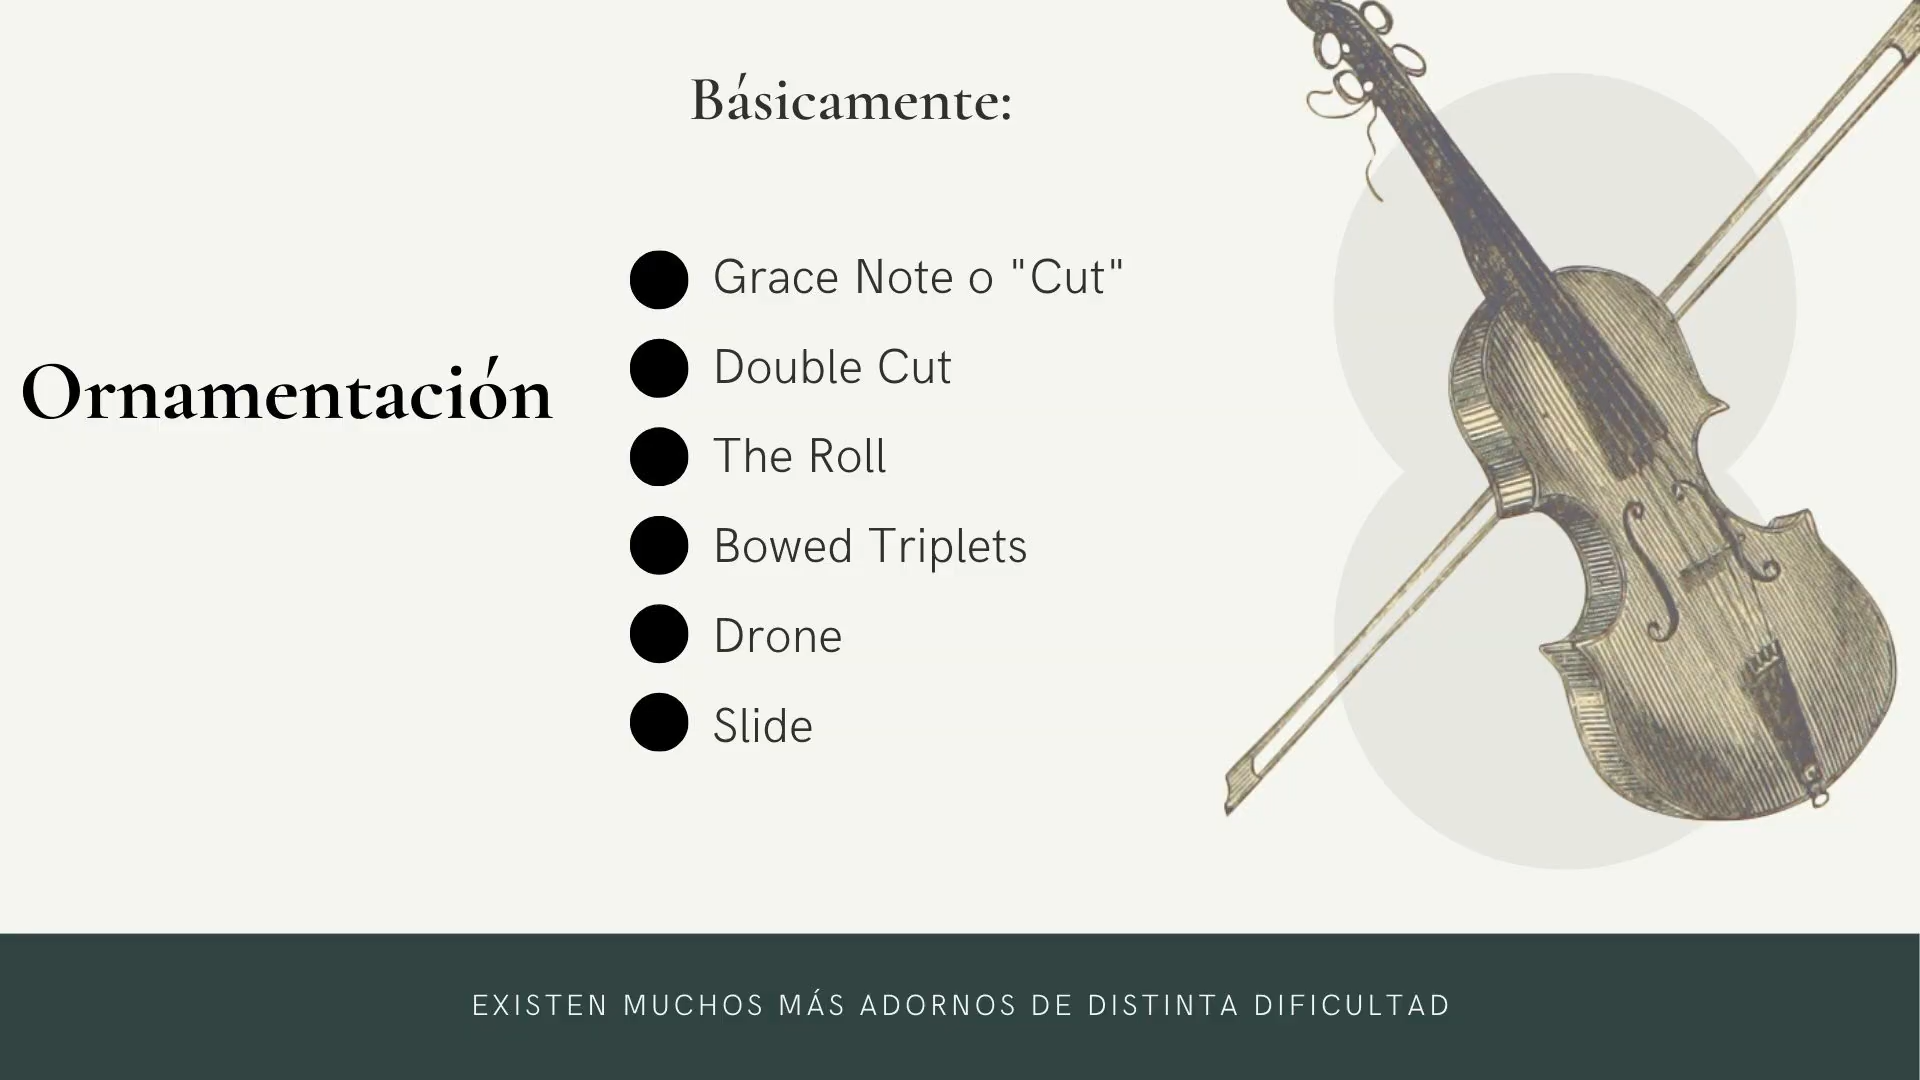 Ornamentación
Básicamente:
Grace Note o "Cut"
Double Cut
The Roll
Bowed Triplets
Drone
Slide
EXISTEN MUCHOS MÁS ADORNOS DE DISTINTA DIFICULTAD